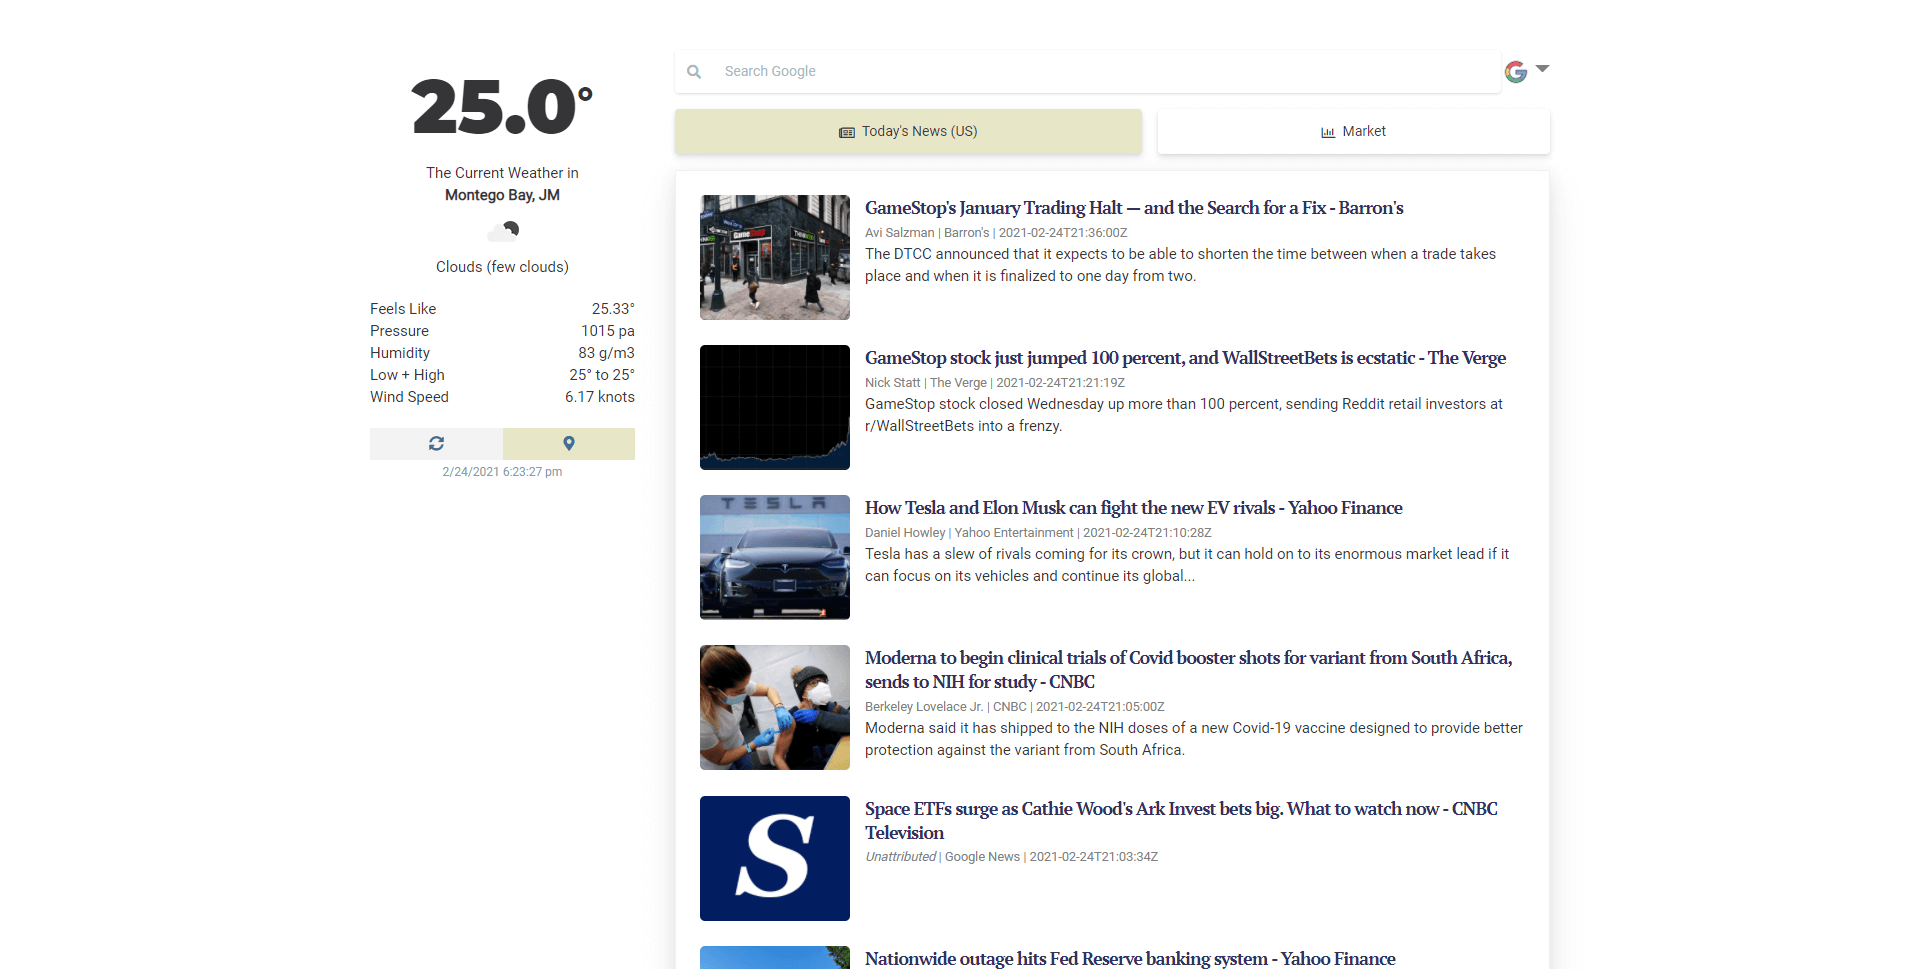 25.0°
The Current Weather in
Montego Bay, JM
Clouds (few clouds)
Feels Like 25.33°
Pressure 1015 pa
Humidity 83 g/m3
Low + High 25° to 25°
Wind Speed 6.17 knots
2/24/2021 6:23:27 pm
Search Google
Today's News (US)
Market
GameStop's January Trading Halt — and the Search for a Fix - Barron's
Avi Salzman | Barron's | 2021-02-24T21:36:00Z
The DTCC announced that it expects to be able to shorten the time between when a trade takes
place and when it is finalized to one day from two.
GameStop
GameStop stock just jumped 100 percent, and WallStreetBets is ecstatic - The Verge
Nick Statt | The Verge | 2021-02-24T21:21:19Z
GameStop stock closed Wednesday up more than 100 percent, sending Reddit retail investors at
r/WallStreetBets into a frenzy.
TESLA
How Tesla and Elon Musk can fight the new EV rivals - Yahoo Finance
Daniel Howley | Yahoo Entertainment | 2021-02-24T21:10:28Z
Tesla has a slew of rivals coming for its crown, but it can hold on to its enormous market lead if it
can focus on its vehicles and continue its global...
Moderna to begin clinical trials of Covid booster shots for variant from South Africa,
sends to NIH for study - CNBC
Berkeley Lovelace Jr. | CNBC | 2021-02-24T21:05:00Z
Moderna said it has shipped to the NIH doses of a new Covid-19 vaccine designed to provide better
protection against the variant from South Africa.
S
Space ETFs surge as Cathie Wood's Ark Invest bets big. What to watch now - CNBC
Television
Unattributed | Google News | 2021-02-24T21:03:34Z
Nationwide outage hits Fed Reserve banking system - Yahoo Finance